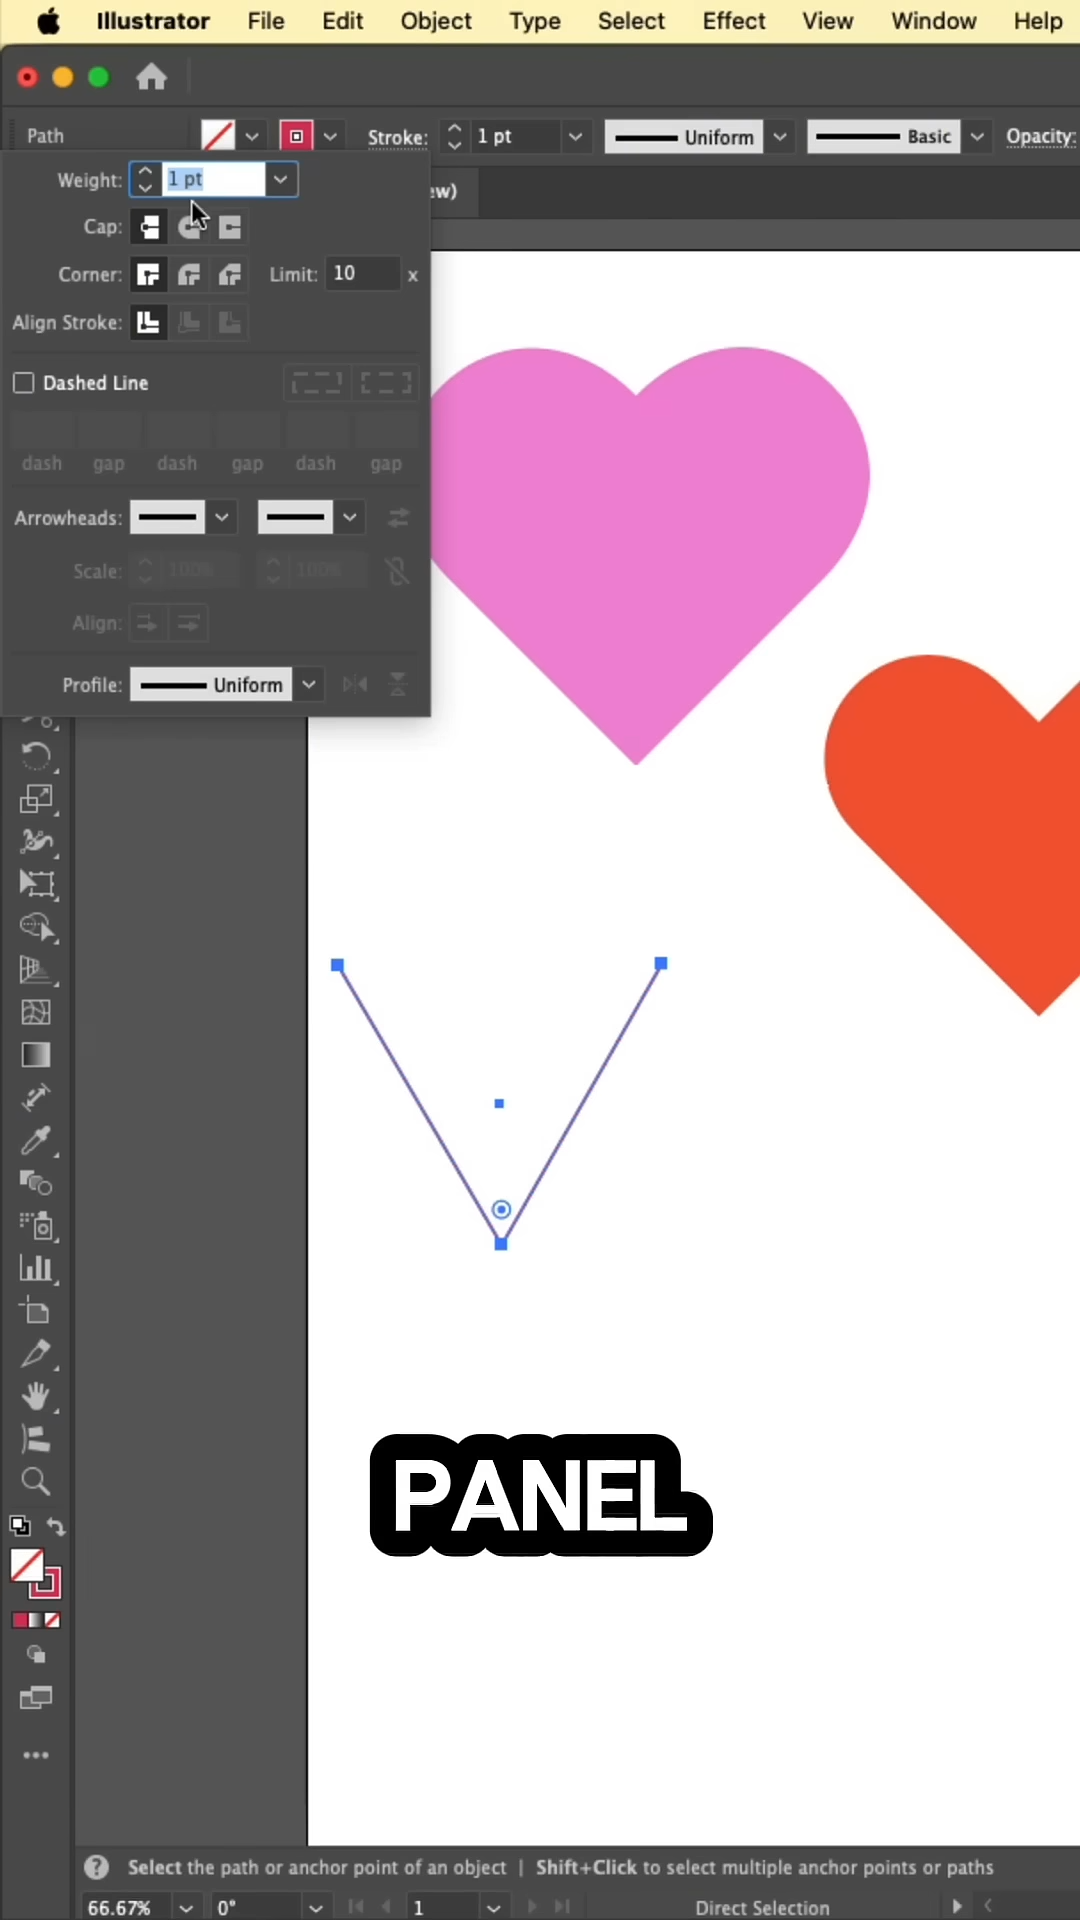 Illustrator File Edit Object Type Select Effect View Window Help
Path Stroke: 1 pt Uniform Basic Opacity:
Weight: 1 pt
ew)
Cap:
Corner: Limit: 10 x
Align Stroke:
Dashed Line
dash gap dash gap dash gap
Arrowheads:
Scale: 100% 100%
Align:
Profile: Uniform
PANEL
? Select the path or anchor point of an object | Shift+Click to select multiple anchor points or paths
66.67% 0° 1 Direct Selection